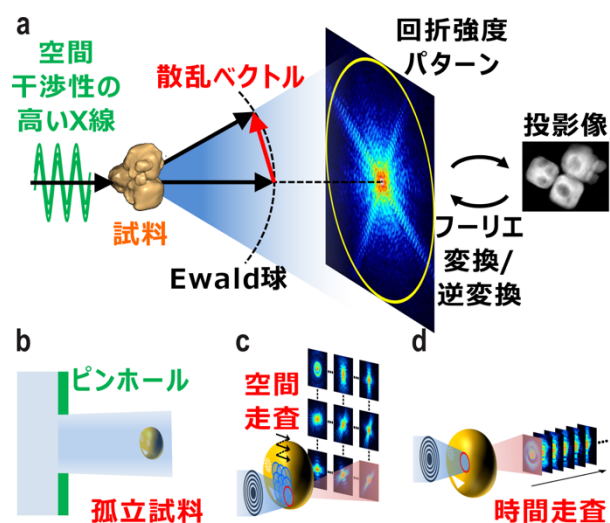 a
空間
干渉性の
高いX線
試料
散乱ベクトル
Ewald球
回折強度
パターン
投影像
フーリエ
変換/
逆変換
b
ピンホール
孤立試料
c
空間
走査
d
時間走査